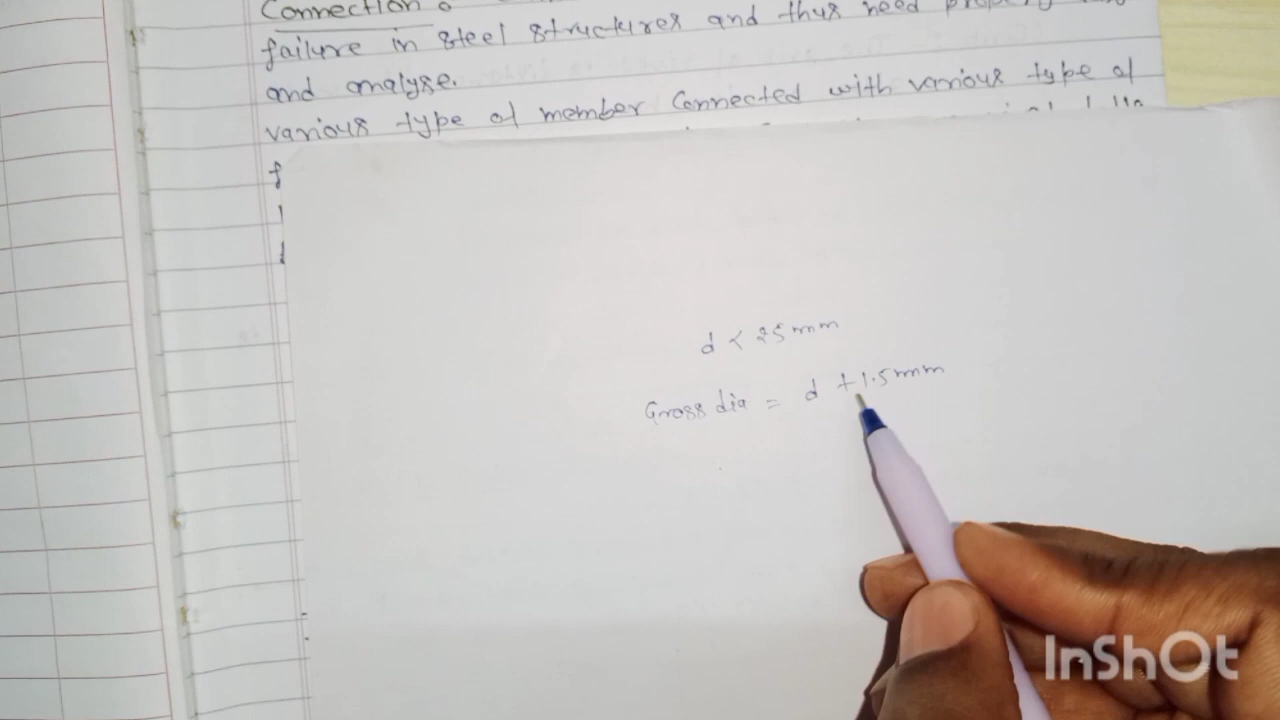 Connection
failure in steel structures and thus need
and analyse.
various type of member Connected with various type of
f
d < 25 mm
Gross dia = d + 1.5 mm
InShOt